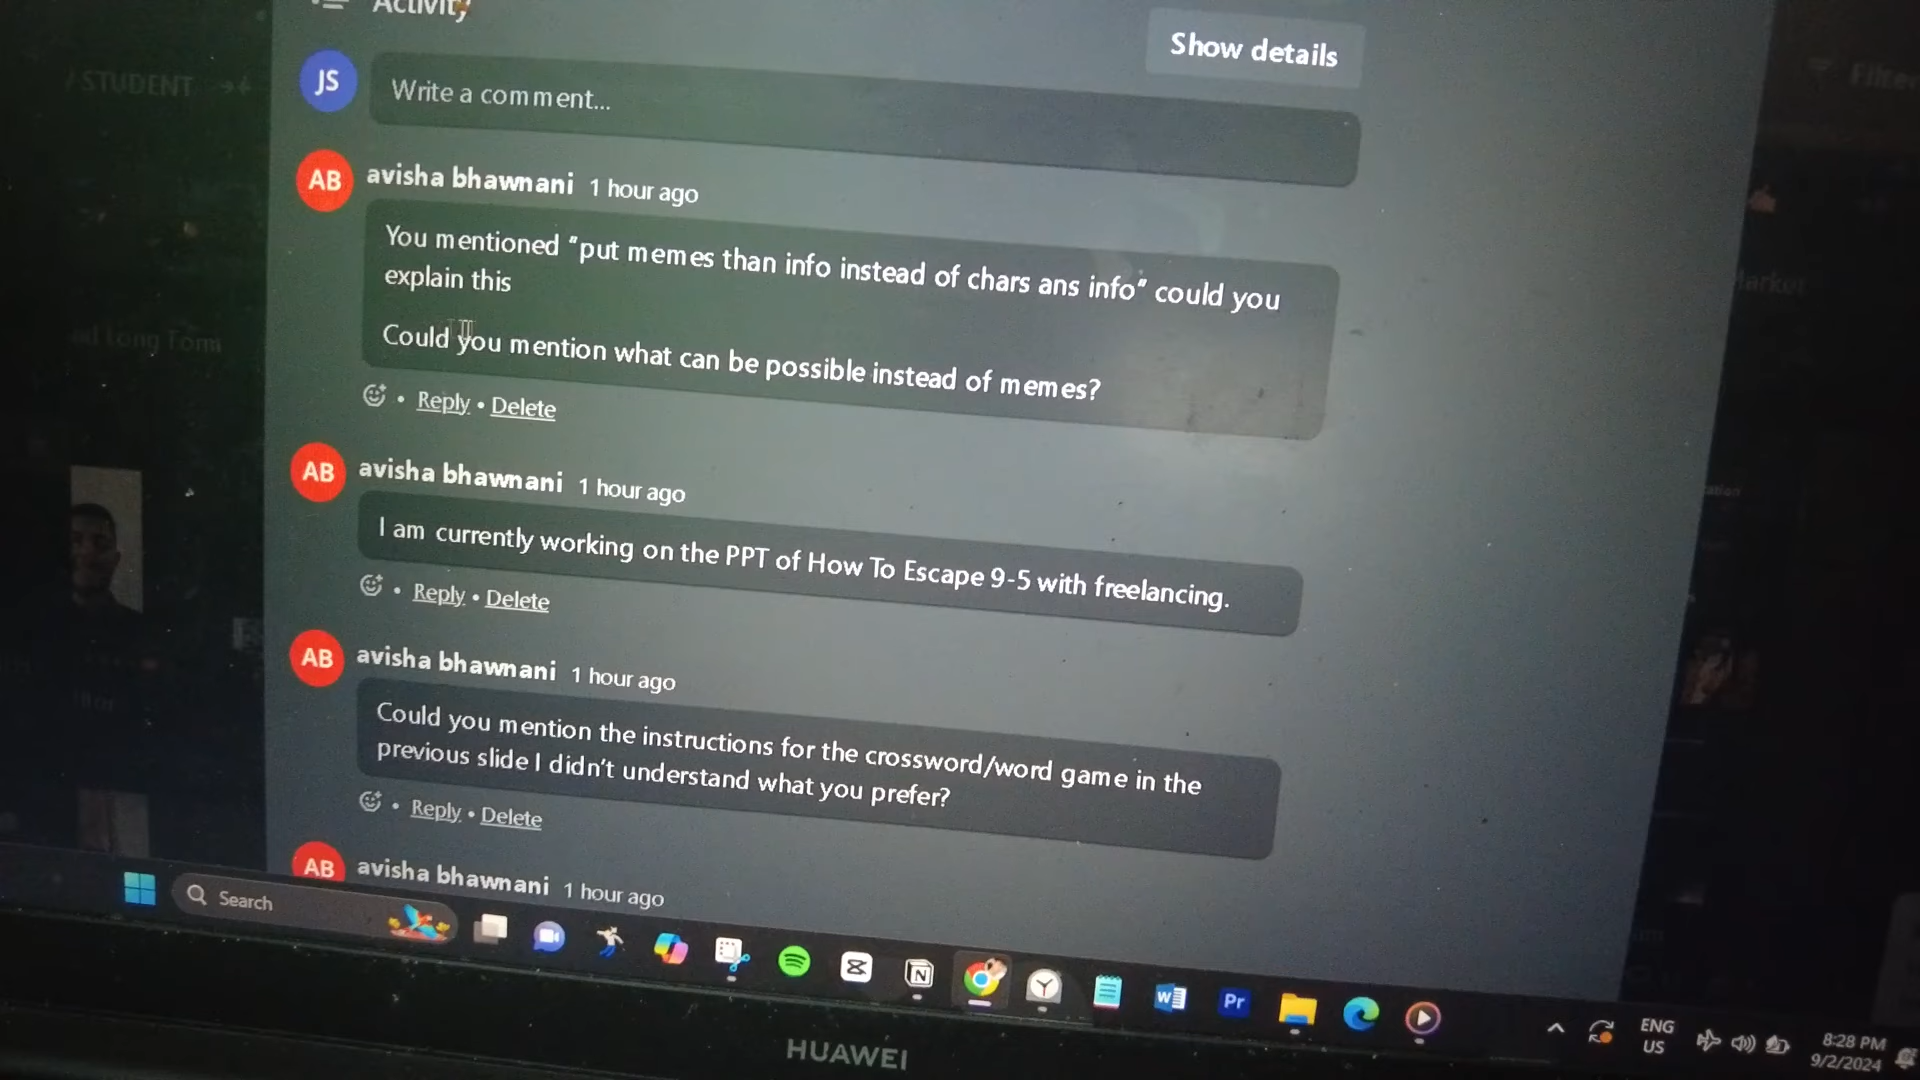 Activity
Show details
/ STUDENT
Filter
JS
Write a comment...
AB avisha bhawnani 1 hour ago
You mentioned "put memes than info instead of chars ans info" could you
explain this
Could you mention what can be possible instead of memes?
• Reply • Delete
AB avisha bhawnani 1 hour ago
I am currently working on the PPT of How To Escape 9-5 with freelancing.
• Reply • Delete
AB avisha bhawnani 1 hour ago
Could you mention the instructions for the crossword/word game in the
previous slide I didn't understand what you prefer?
• Reply • Delete
AB avisha bhawnani 1 hour ago
Long Form
Search
Pr
ENG
US
8:28 PM
9/2/2024
HUAWEI